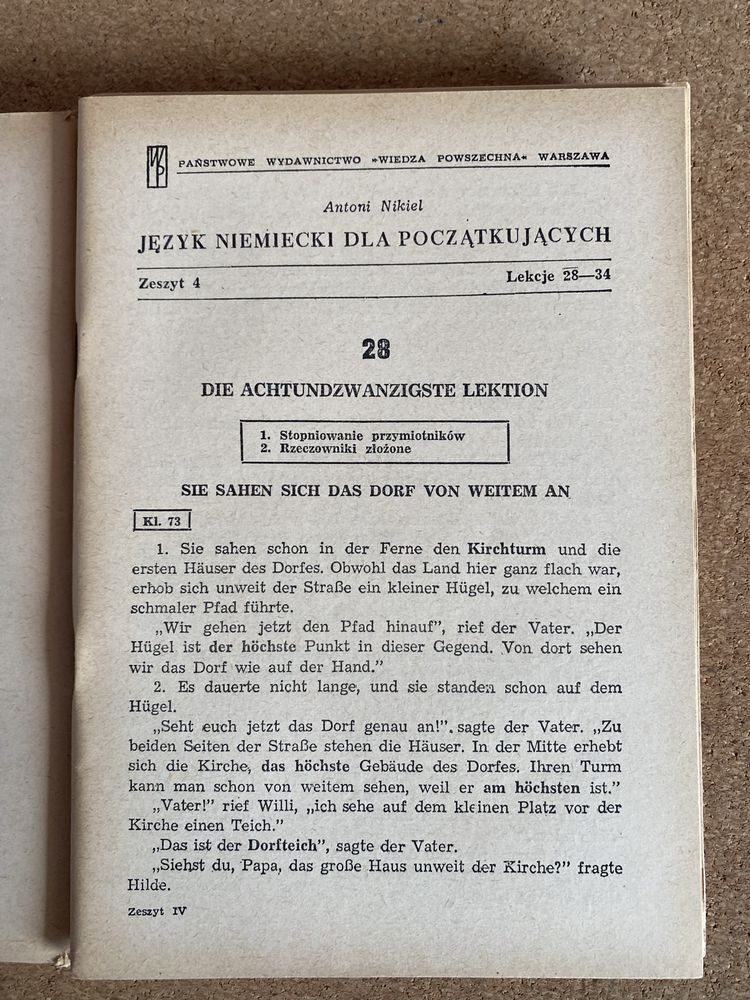 WP
PAŃSTWOWE WYDAWNICTWO »WIEDZA POWSZECHNA« WARSZAWA
Antoni Nikiel
JĘZYK NIEMIECKI DLA POCZĄTKUJĄCYCH
Zeszyt 4 Lekcje 28—34
28
DIE ACHTUNDZWANZIGSTE LEKTION
1. Stopniowanie przymiotników
2. Rzeczowniki złożone
SIE SAHEN SICH DAS DORF VON WEITEM AN
Kl. 73
1. Sie sahen schon in der Ferne den Kirchturm und die
ersten Häuser des Dorfes. Obwohl das Land hier ganz flach war,
erhob sich unweit der Straße ein kleiner Hügel, zu welchem ein
schmaler Pfad führte.
„Wir gehen jetzt den Pfad hinauf”, rief der Vater. „Der
Hügel ist der höchste Punkt in dieser Gegend. Von dort sehen
wir das Dorf wie auf der Hand.”
2. Es dauerte nicht lange, und sie standen schon auf dem
Hügel.
„Seht euch jetzt das Dorf genau an!”, sagte der Vater. „Zu
beiden Seiten der Straße stehen die Häuser. In der Mitte erhebt
sich die Kirche, das höchste Gebäude des Dorfes. Ihren Turm
kann man schon von weitem sehen, weil er am höchsten ist.”
„Vater!” rief Willi, „ich sehe auf dem kleinen Platz vor der
Kirche einen Teich.”
„Das ist der Dorfteich”, sagte der Vater.
„Siehst du, Papa, das große Haus unweit der Kirche?” fragte
Hilde.
Zeszyt IV